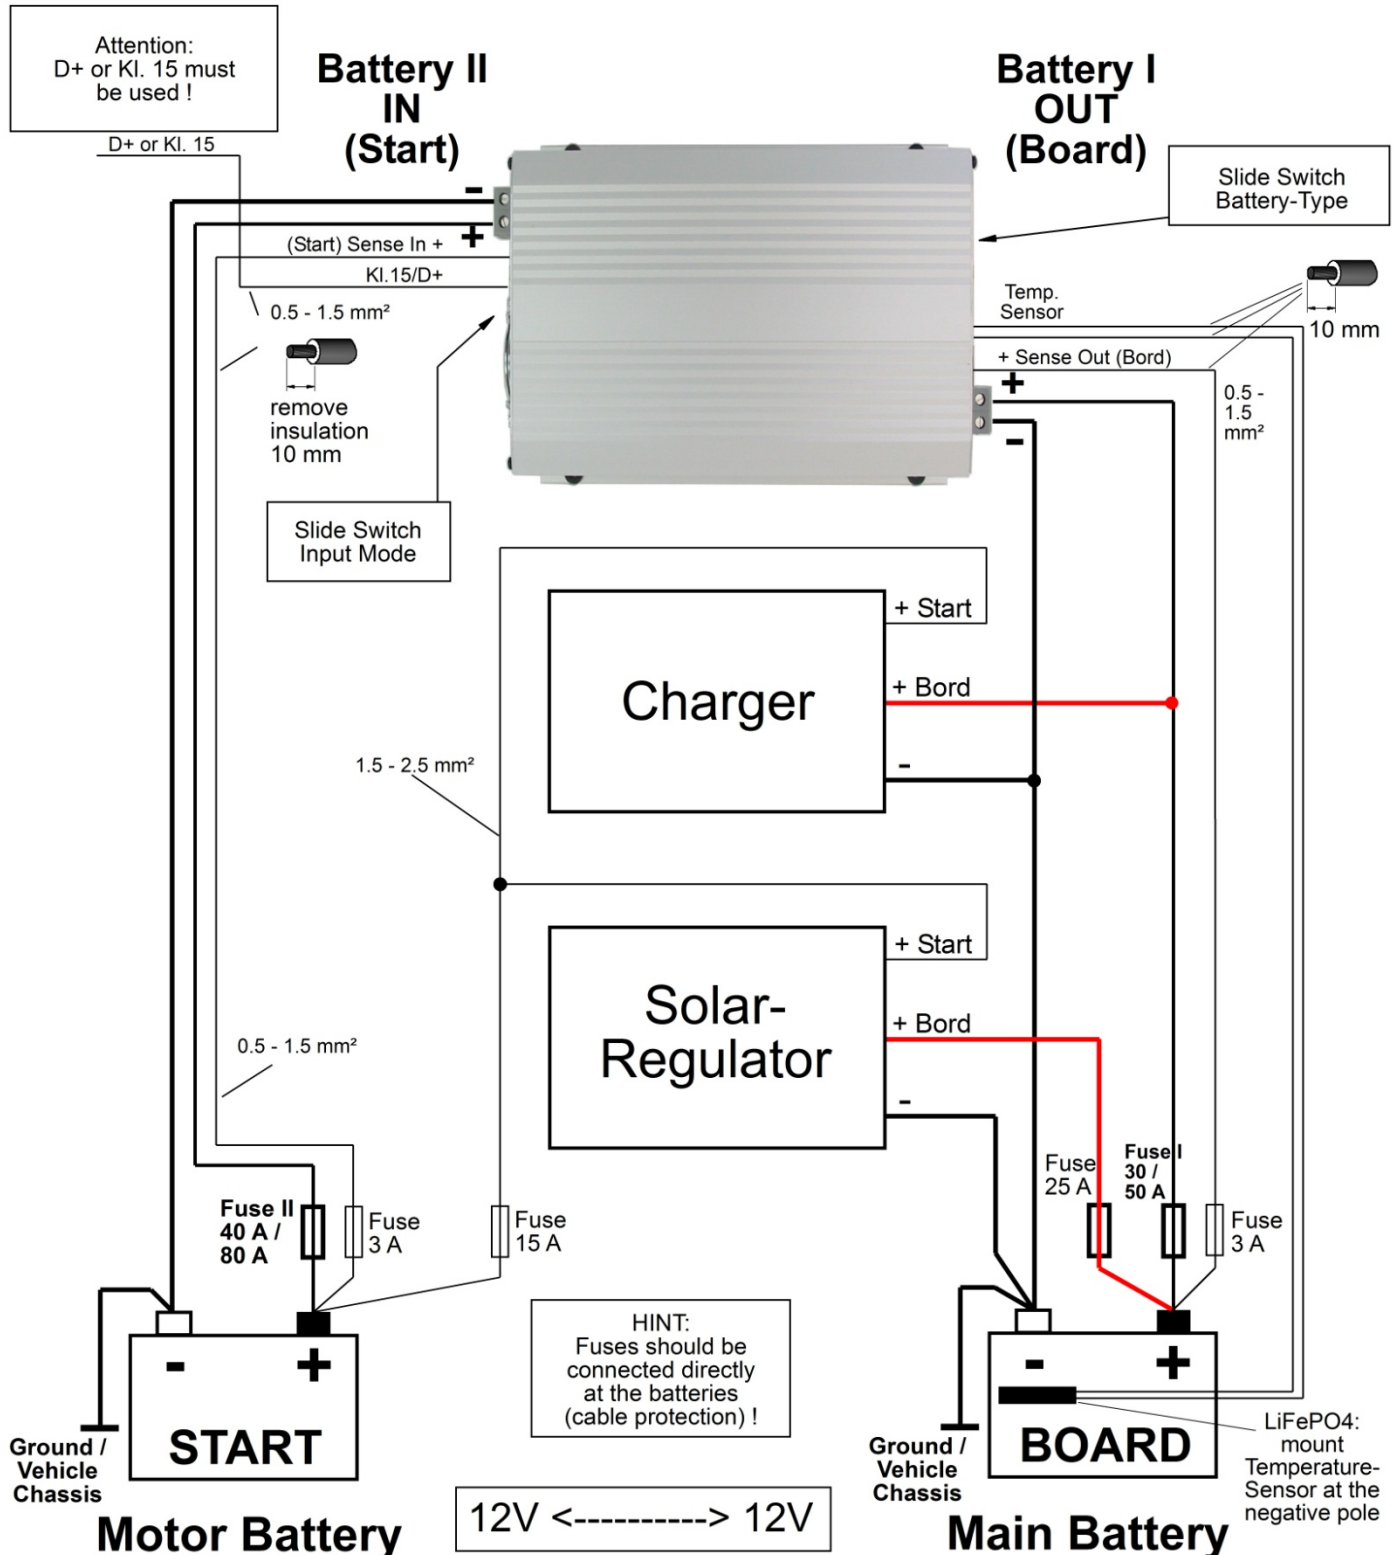 Attention:
D+ or Kl. 15 must
be used !
D+ or Kl. 15
Battery II
IN
(Start)
Battery I
OUT
(Board)
Slide Switch
Battery-Type
-
+
(Start) Sense In +
Kl.15/D+
0.5 - 1.5 mm²
remove
insulation
10 mm
Slide Switch
Input Mode
Temp.
Sensor
10 mm
+ Sense Out (Bord)
+
-
0.5 -
1.5
mm²
Charger
+ Start
+ Bord
-
1.5 - 2.5 mm²
Solar-
Regulator
+ Start
+ Bord
-
0.5 - 1.5 mm²
Fuse II
40 A /
80 A
Fuse
3 A
Fuse
15 A
Fuse
25 A
Fuse I
30 /
50 A
Fuse
3 A
- +
START
Ground /
Vehicle
Chassis
Motor Battery
HINT:
Fuses should be
connected directly
at the batteries
(cable protection) !
12V <----------> 12V
- +
BOARD
Ground /
Vehicle
Chassis
Main Battery
LiFePO4:
mount
Temperature-
Sensor at the
negative pole